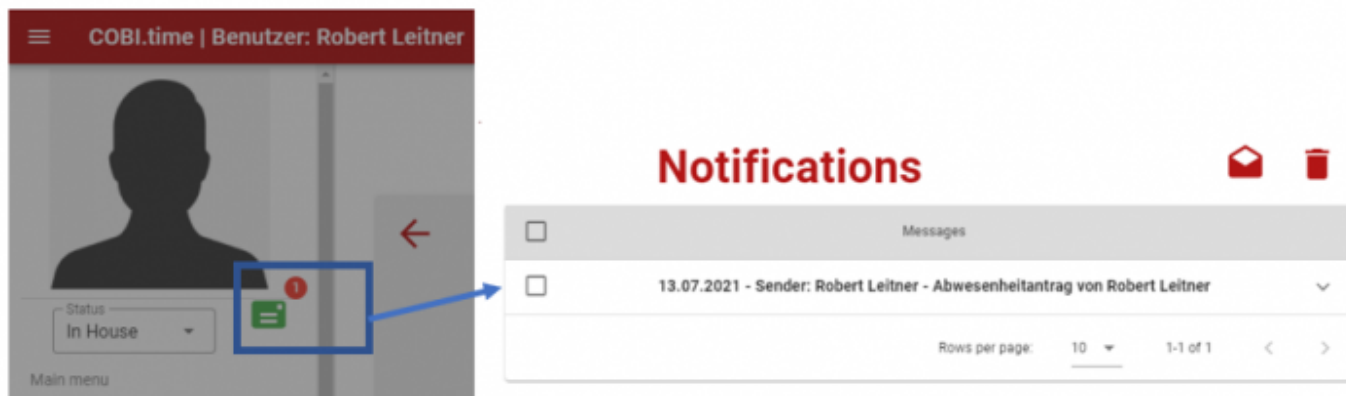 COBI.time | Benutzer: Robert Leitner
1
Status
In House
Main menu
Notifications
Messages
13.07.2021 - Sender: Robert Leitner - Abwesenheitantrag von Robert Leitner
Rows per page: 10 1-1 of 1